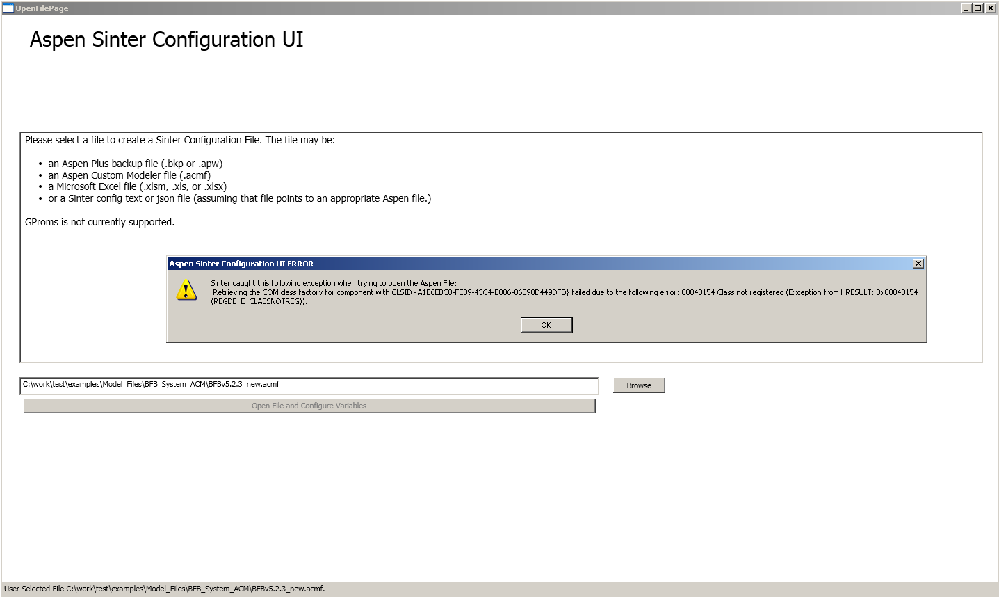 OpenFilePage
Aspen Sinter Configuration UI
Please select a file to create a Sinter Configuration File. The file may be:
• an Aspen Plus backup file (.bkp or .apw)
• an Aspen Custom Modeler file (.acmf)
• a Microsoft Excel file (.xlsm, .xls, or .xlsx)
• or a Sinter config text or json file (assuming that file points to an appropriate Aspen file.)
GProms is not currently supported.
Aspen Sinter Configuration UI ERROR
Sinter caught this following exception when trying to open the Aspen File:
Retrieving the COM class factory for component with CLSID {A1B6EBC0-FEB9-43C4-B006-06598D449DFD} failed due to the following error: 80040154 Class not registered (Exception from HRESULT: 0x80040154
(REGDB_E_CLASSNOTREG)).
OK
C:\work\test\examples\Model_Files\BFB_System_ACM\BFBv5.2.3_new.acmf
Browse
Open File and Configure Variables
User Selected File C:\work\test\examples\Model_Files\BFB_System_ACM\BFBv5.2.3_new.acmf.